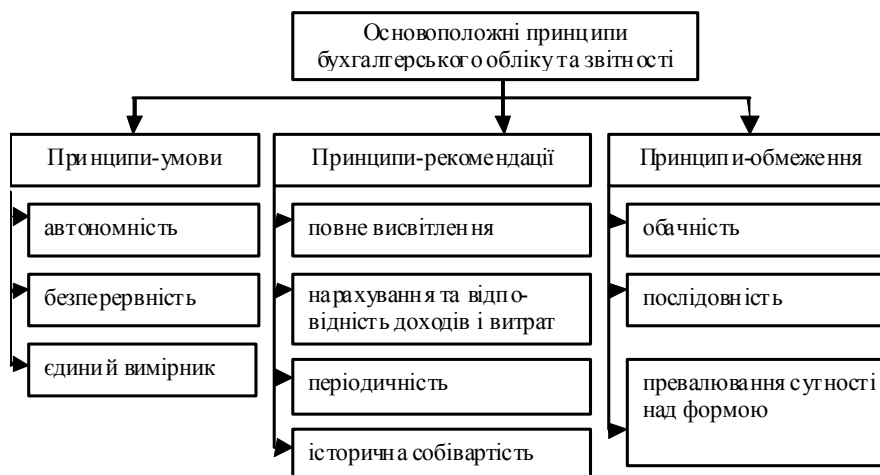 Основоположні принципи
бухгалтерського обліку та звітності
Принципи-умови
Принципи-рекомендації
Принципи-обмеження
автономність
безперервність
єдиний вимірник
повне висвітлення
нарахування та відпо-
відність доходів і витрат
періодичність
історична собівартість
обачність
послідовність
превалювання сутності
над формою